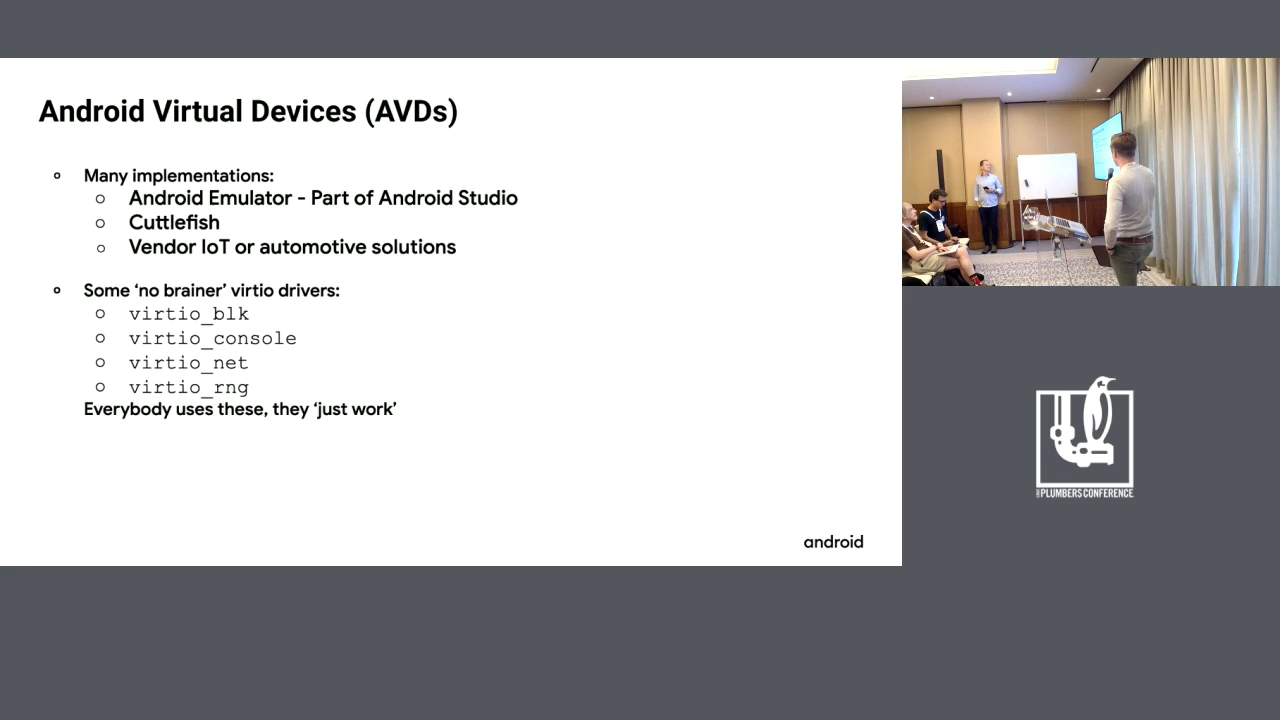 Android Virtual Devices (AVDs)
Many implementations:
Android Emulator - Part of Android Studio
Cuttlefish
Vendor IoT or automotive solutions
Some ‘no brainer’ virtio drivers:
virtio_blk
virtio_console
virtio_net
virtio_rng
Everybody uses these, they ‘just work’
android
PLUMBERS CONFERENCE